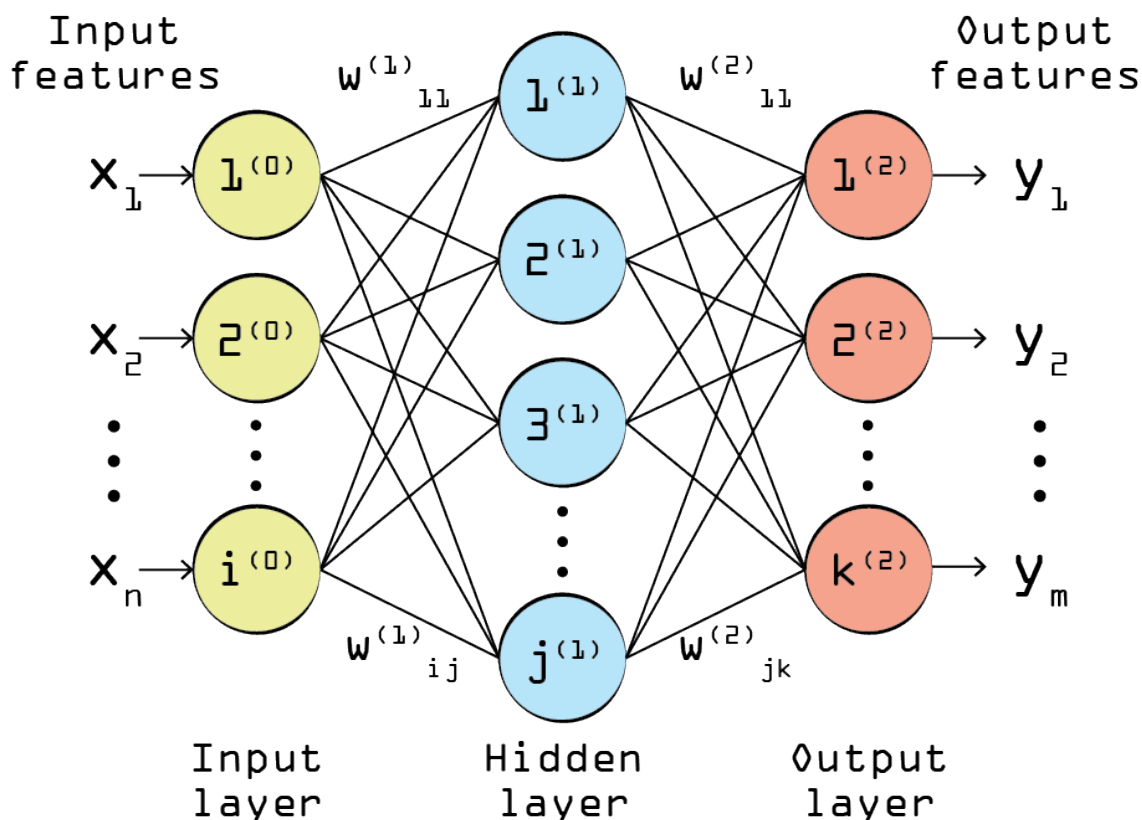 Input
features
Output
features
w⁽¹⁾₁₁
w⁽²⁾₁₁
1⁽¹⁾
x₁
1⁽⁰⁾
1⁽²⁾
y₁
2⁽¹⁾
x₂
2⁽⁰⁾
2⁽²⁾
y₂
3⁽¹⁾
xₙ
i⁽⁰⁾
k⁽²⁾
yₘ
w⁽¹⁾ᵢⱼ
j⁽¹⁾
w⁽²⁾jk
Input
layer
Hidden
layer
Output
layer